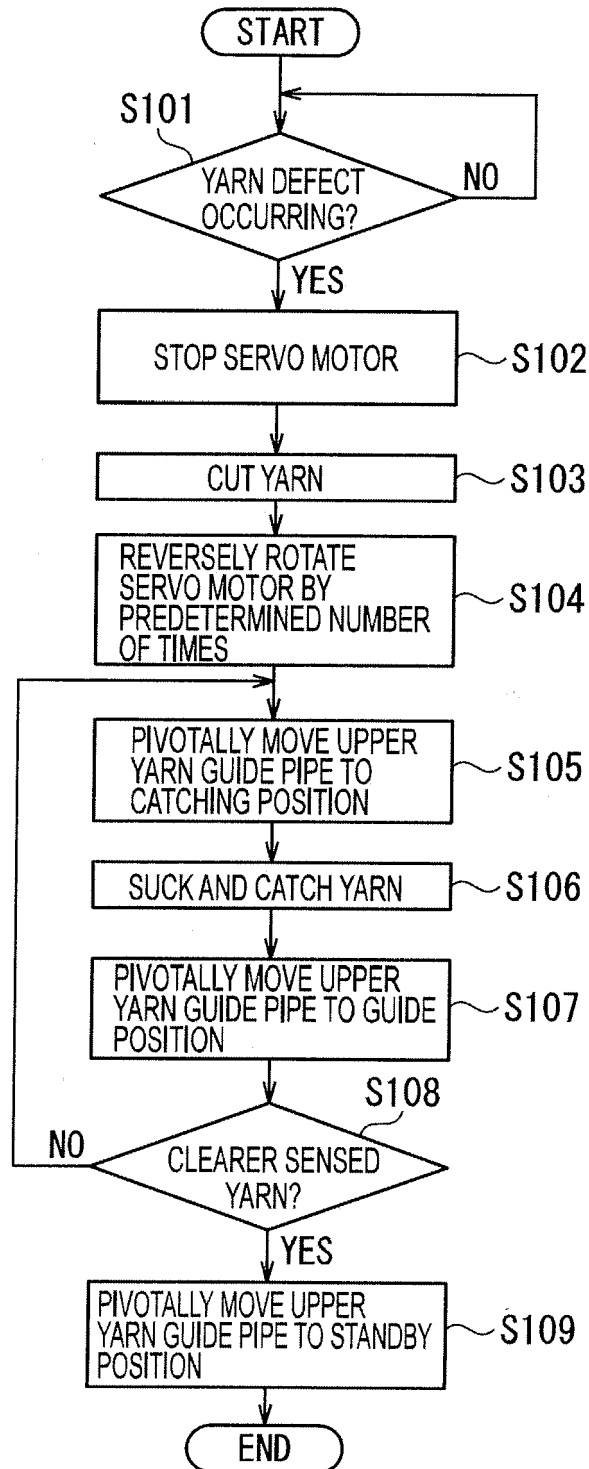 START
S101
YARN DEFECT
OCCURRING?
NO
YES
STOP SERVO MOTOR
S102
CUT YARN
S103
REVERSELY ROTATE
SERVO MOTOR BY
PREDETERMINED NUMBER
OF TIMES
S104
PIVOTALLY MOVE UPPER
YARN GUIDE PIPE TO
CATCHING POSITION
S105
SUCK AND CATCH YARN
S106
PIVOTALLY MOVE UPPER
YARN GUIDE PIPE TO GUIDE
POSITION
S107
S108
NO
CLEARER SENSED
YARN?
YES
PIVOTALLY MOVE UPPER
YARN GUIDE PIPE TO STANDBY
POSITION
S109
END